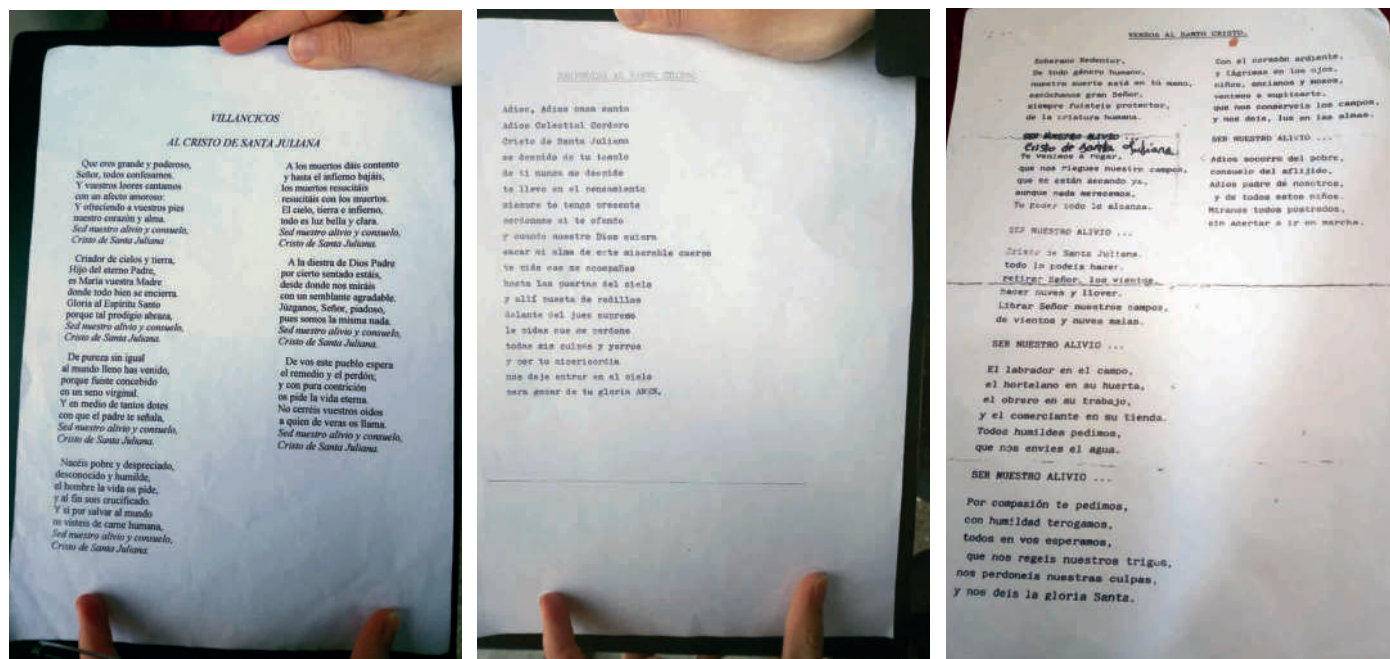 VILLANCICOS
AL CRISTO DE SANTA JULIANA
Que eres grande y poderoso,
Señor, todos confesamos.
Y vuestros loores cantamos
con un afecto amoroso:
Y ofreciendo a vuestros pies
nuestro corazón y alma.
Sed nuestro alivio y consuelo,
Cristo de Santa Juliana.
Criador de cielos y tierra,
Hijo del eterno Padre,
es María vuestra Madre
donde todo bien se encierra.
Gloria al Espíritu Santo
porque tal prodigio abraza,
Sed nuestro alivio y consuelo,
Cristo de Santa Juliana.
De pureza sin igual
al mundo lleno has venido,
porque fuiste concebido
en un seno virginal.
Y en medio de tantos dotes
con que el padre te señala,
Sed nuestro alivio y consuelo,
Cristo de Santa Juliana.
Nacéis pobre y despreciado,
desconocido y humilde,
el hombre la vida os pide,
y al fin sois crucificado.
Y si por salvar al mundo
os visteis de carne humana,
Sed nuestro alivio y consuelo,
Cristo de Santa Juliana.
A los muertos dáis contento
y hasta el infierno bajáis,
los muertos resucitáis
resucitáis con los muertos.
El cielo, tierra e infierno,
todo es luz bella y clara.
Sed nuestro alivio y consuelo,
Cristo de Santa Juliana.
A la diestra de Dios Padre
por cierto sentado estáis,
desde donde nos miráis
con un semblante agradable.
Júzganos, Señor, piadoso,
pues somos la misma nada.
Sed nuestro alivio y consuelo,
Cristo de Santa Juliana.
De vos este pueblo espera
el remedio y el perdón;
y con pura contrición
os pide la vida eterna.
No cerréis vuestros oidos
a quien de veras os llama.
Sed nuestro alivio y consuelo,
Cristo de Santa Juliana.
AL SANTO CRISTO
Adios, Adios casa santa
Adios Celestial Cordero
Cristo de Santa Juliana
me despido de tu templo
de ti nunca me despido
te llevo en el pensamiento
siempre te tengo presente
perdoname si te ofendo
y cuando nuestro Dios quiera
sacar mi alma de este miserable cuerpo
te pido que me acompañes
hasta las puertas del cielo
y allí puesta de rodillas
delante del juez supremo
le pidas que me perdone
todas mis culpas y yerros
y por tu misericordia
nos deje entrar en el cielo
para gozar de tu gloria AMEN.
VERSOS AL SANTO CRISTO.
Soberano Redentor,
De todo género humano,
nuestra suerte está en tú mano,
escúchanos gran Señor,
siempre fuisteis protector,
de la criatura humana.
SER NUESTRO ALIVIO
Cristo de Santa Juliana
Te venimos a rogar,
que nos riegues nuestro campos,
que se están secando ya,
aunque nada merecemos,
Tu poder todo lo alcanza.
SER NUESTRO ALIVIO ...
Cristo de Santa Juliana.
todo lo podeis hacer.
retirar Señor, los vientos,
hacer nuves y llover.
Librar Señor nuestros campos,
de vientos y nuves malas.
SER NUESTRO ALIVIO ...
El labrador en el campo,
el hortelano en su huerta,
el obrero en su trabajo,
y el comerciante en su tienda.
Todos humildes pedimos,
que nos envies el agua.
SER NUESTRO ALIVIO ...
Por compasión te pedimos,
con humildad terogamos,
todos en vos esperamos,
que nos regeis nuestros trigos,
nos perdoneis nuestras culpas,
y nos deis la gloria Santa.
Con el corazón ardiente,
y lágrimas en los ojos,
niños, ancianos y mozos,
venimos a suplicarte,
que nos conserveis los campos,
y nos deis, luz en las almas.
SER NUESTRO ALIVIO ...
Adios socorro del pobre,
consuelo del aflijido,
Adios padre de nosotros,
y de todos estos niños.
Miranos todos postrados,
sin acertar a ir en marcha.